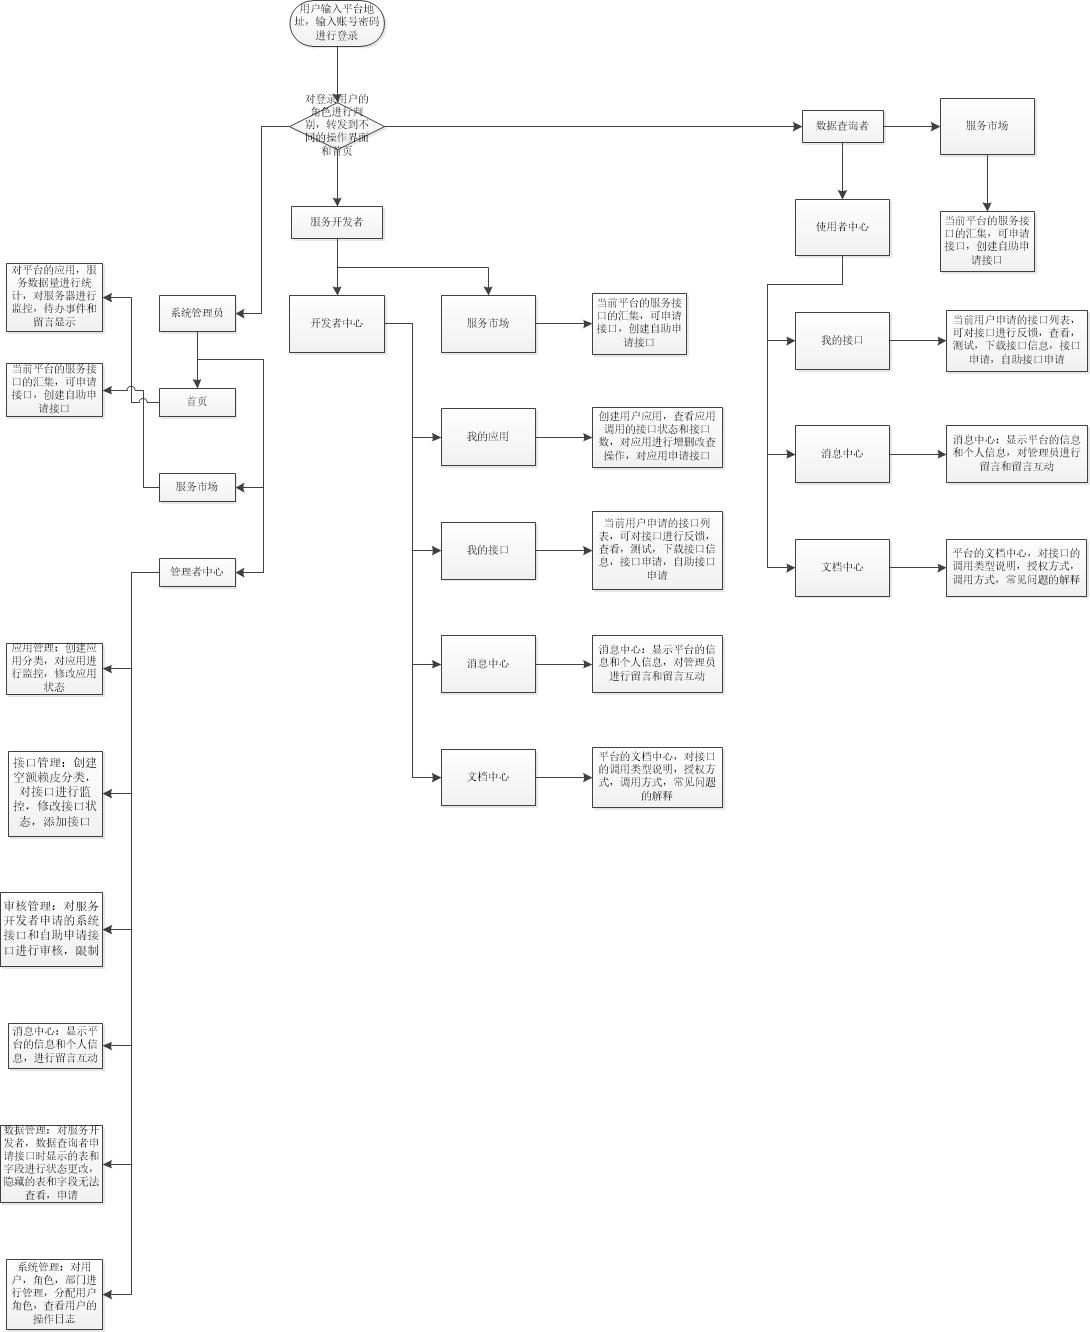 用户输入平台地
址，输入账号密码
进行登录
对登录用户的
角色进行判
别，转发到不
同的操作界面
和首页
数据查询者
服务市场
服务开发者
使用者中心
当前平台的服务接
口的汇集，可申请
接口，创建自助申
请接口
对平台的应用，服
务数据量进行统
计，对服务器进行
监控，待办事件和
留言显示
系统管理员
开发者中心
服务市场
当前平台的服务接
口的汇集，可申请
接口，创建自助申
请接口
我的接口
当前用户申请的接口列表，
可对接口进行反馈，查看，
测试，下载接口信息，接口
申请，自助接口申请
当前平台的服务接
口的汇集，可申请
接口，创建自助申
请接口
首页
我的应用
创建用户应用，查看应用
调用的接口状态和接口
数，对应用进行增删改查
操作，对应用申请接口
消息中心
消息中心：显示平台的信息
和个人信息，对管理员进行
留言和留言互动
服务市场
我的接口
当前用户申请的接口列
表，可对接口进行反馈，
查看，测试，下载接口信
息，接口申请，自助接口
申请
文档中心
平台的文档中心，对接口的
调用类型说明，授权方式，
调用方式，常见问题的解释
管理者中心
应用管理：创建应
用分类，对应用进
行监控，修改应用
状态
消息中心
消息中心：显示平台的信
息和个人信息，对管理员
进行留言和留言互动
接口管理：创建
空额赖皮分类，
对接口进行监
控，修改接口状
态，添加接口
文档中心
平台的文档中心，对接口
的调用类型说明，授权方
式，调用方式，常见问题
的解释
审核管理：对服务
开发者申请的系统
接口和自助申请接
口进行审核，限制
消息中心：显示平
台的信息和个人信
息，进行留言互动
数据管理：对服务开
发者，数据查询者申
请接口时显示的表和
字段进行状态更改，
隐藏的表和字段无法
查看，申请
系统管理：对用
户，角色，部门进
行管理，分配用户
角色，查看用户的
操作日志